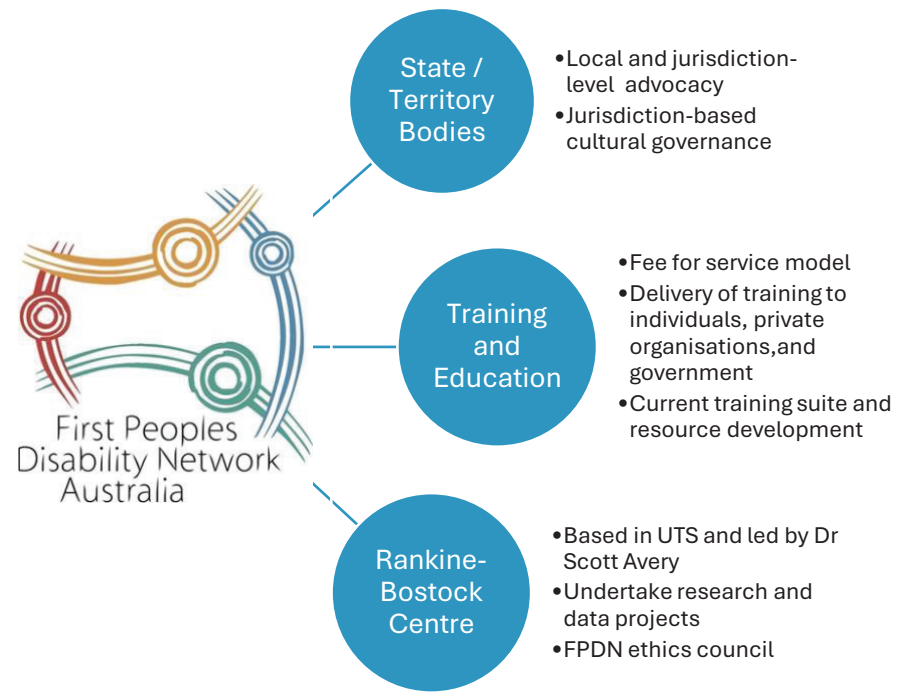 State /
Territory
Bodies
•Local and jurisdiction-
level advocacy
•Jurisdiction-based
cultural governance
First Peoples
Disability Network
Australia
Training
and
Education
•Fee for service model
•Delivery of training to
individuals, private
organisations,and
government
•Current training suite and
resource development
Rankine-
Bostock
Centre
•Based in UTS and led by Dr
Scott Avery
•Undertake research and
data projects
•FPDN ethics council